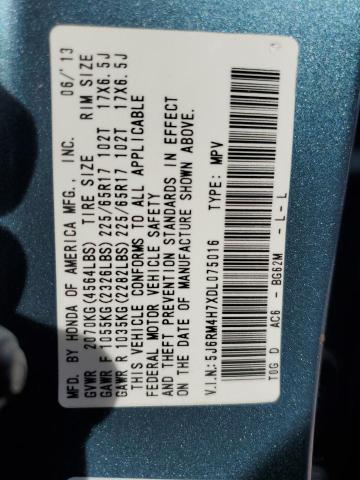 MFD. BY HONDA OF AMERICA MFG., INC. 06/'13
GVWR 2070KG(4564LBS) TIRE SIZE RIM SIZE
GAWR F 1055KG(2326LBS) 225/65R17 102T 17X6.5J
GAWR R 1035KG(2282LBS) 225/65R17 102T 17X6.5J
THIS VEHICLE CONFORMS TO ALL APPLICABLE
FEDERAL MOTOR VEHICLE SAFETY
AND THEFT PREVENTION STANDARDS IN EFFECT
ON THE DATE OF MANUFACTURE SHOWN ABOVE.
V.I.N.: 5J6RM4H7XDL075016 TYPE: MPV
T0G D AC6 - BG62M - L - L